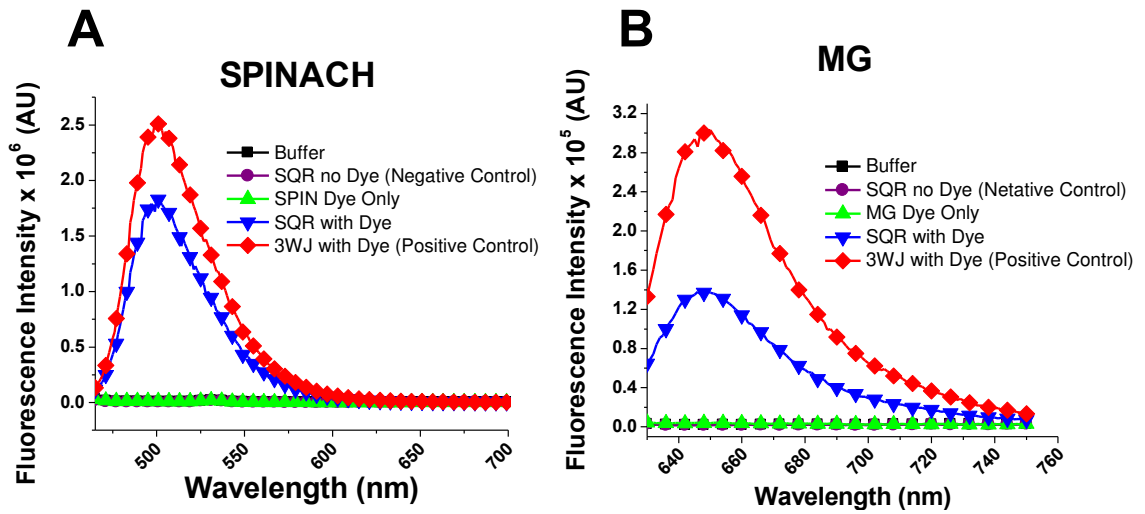 A
SPINACH
Fluorescence Intensity x 10⁶ (AU)
2.5
2.0
1.5
1.0
0.5
0.0
Buffer
SQR no Dye (Negative Control)
SPIN Dye Only
SQR with Dye
3WJ with Dye (Positive Control)
500
550
600
650
700
Wavelength (nm)
B
MG
Fluorescence Intensity x 10⁵ (AU)
3.2
2.8
2.4
2.0
1.6
1.2
0.8
0.4
0.0
Buffer
SQR no Dye (Netative Control)
MG Dye Only
SQR with Dye
3WJ with Dye (Positive Control)
640
660
680
700
720
740
760
Wavelength (nm)